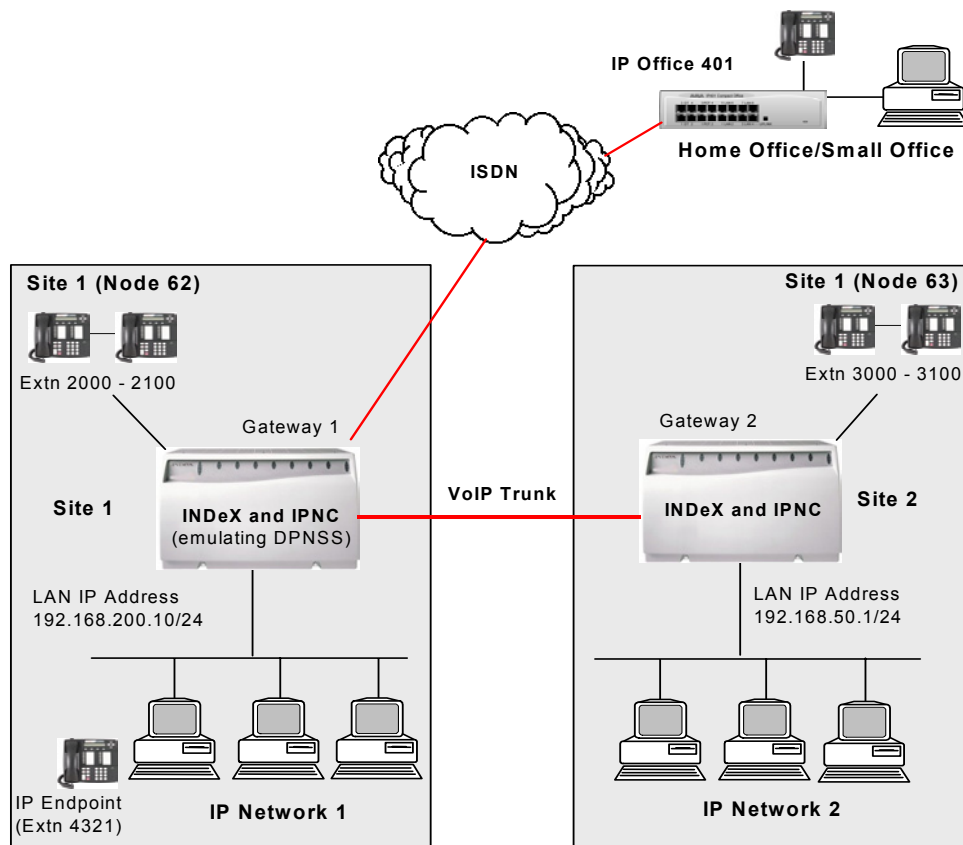 IP Office 401
Home Office/Small Office
ISDN
Site 1 (Node 62)
Extn 2000 - 2100
Gateway 1
Site 1
INDeX and IPNC
(emulating DPNSS)
LAN IP Address
192.168.200.10/24
IP Endpoint
(Extn 4321)
IP Network 1
VoIP Trunk
Site 1 (Node 63)
Extn 3000 - 3100
Gateway 2
INDeX and IPNC
Site 2
LAN IP Address
192.168.50.1/24
IP Network 2